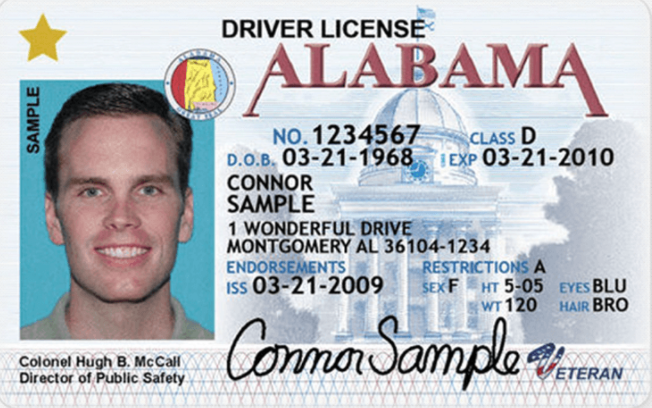 DRIVER LICENSE
ALABAMA
SAMPLE
NO. 1234567 CLASS D
D.O.B. 03-21-1968 EXP 03-21-2010
CONNOR
SAMPLE
1 WONDERFUL DRIVE
MONTGOMERY AL 36104-1234
ENDORSEMENTS RESTRICTIONS A
ISS 03-21-2009 SEX F HT 5-05 EYES BLU
WT 120 HAIR BRO
Connor Sample
VETERAN
Colonel Hugh B. McCall
Director of Public Safety